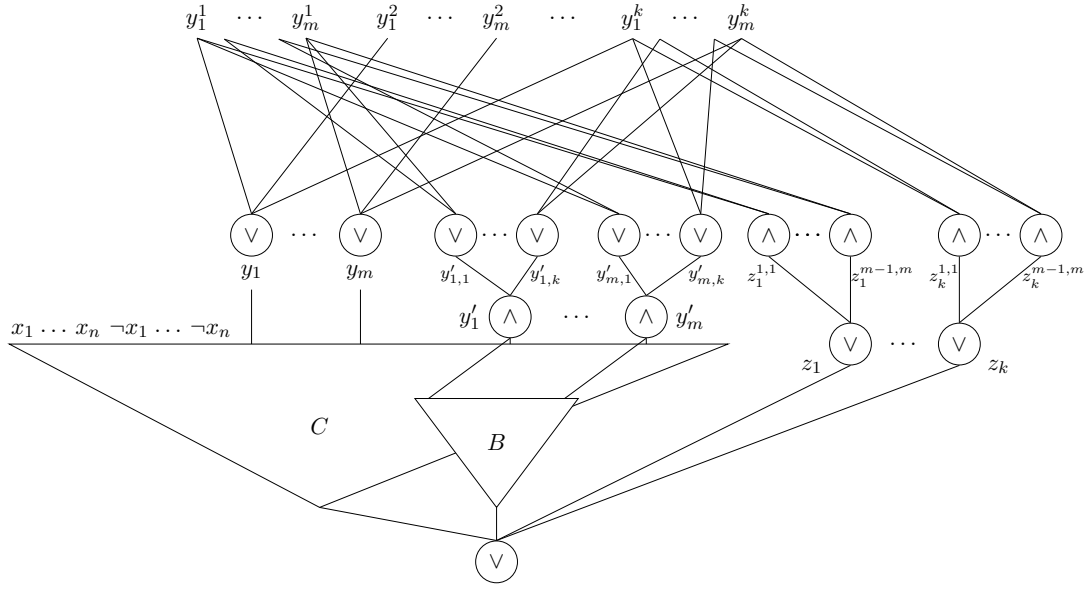 y_1^1 ⋯ y_m^1 y_1^2 ⋯ y_m^2 ⋯ y_1^k ⋯ y_m^k
∨ ⋯ ∨ ∨ ⋯ ∨ ∨ ⋯ ∨ ∧ ⋯ ∧ ∧ ⋯ ∧
y_1 y_m y'_{1,1} y'_{1,k} y'_{m,1} y'_{m,k} z_1^{1,1} z_1^{m-1,m} z_k^{1,1} z_k^{m-1,m}
y'_1 ∧ ⋯ ∧ y'_m
x_1 … x_n ¬x_1 … ¬x_n
∨ ⋯ ∨
z_1 z_k
C
B
∨